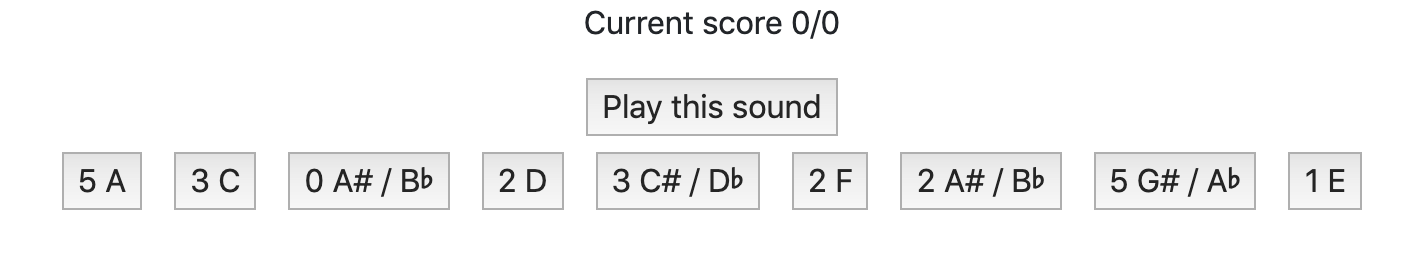 Current score 0/0
Play this sound
5 A 3 C 0 A# / B♭ 2 D 3 C# / D♭ 2 F 2 A# / B♭ 5 G# / A♭ 1 E